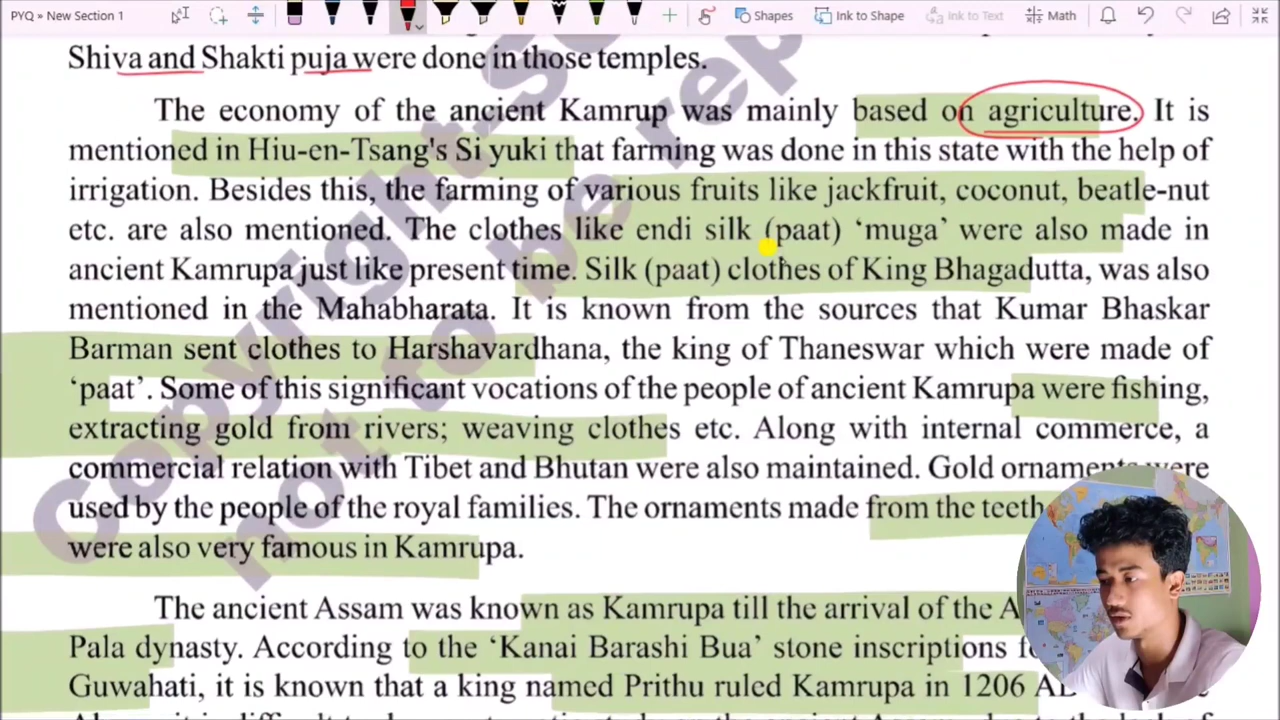 PYQ » New Section 1
Shapes
Ink to Shape
Ink to Text
Math
Shiva and Shakti puja were done in those temples.
The economy of the ancient Kamrup was mainly based on agriculture. It is
mentioned in Hiu-en-Tsang's Si yuki that farming was done in this state with the help of
irrigation. Besides this, the farming of various fruits like jackfruit, coconut, beatle-nut
etc. are also mentioned. The clothes like endi silk (paat) ‘muga’ were also made in
ancient Kamrupa just like present time. Silk (paat) clothes of King Bhagadutta, was also
mentioned in the Mahabharata. It is known from the sources that Kumar Bhaskar
Barman sent clothes to Harshavardhana, the king of Thaneswar which were made of
‘paat’. Some of this significant vocations of the people of ancient Kamrupa were fishing,
extracting gold from rivers; weaving clothes etc. Along with internal commerce, a
commercial relation with Tibet and Bhutan were also maintained. Gold ornaments were
used by the people of the royal families. The ornaments made from the teeth
were also very famous in Kamrupa.
The ancient Assam was known as Kamrupa till the arrival of the
Pala dynasty. According to the ‘Kanai Barashi Bua’ stone inscriptions
Guwahati, it is known that a king named Prithu ruled Kamrupa in 1206
Copyright
not to be rep